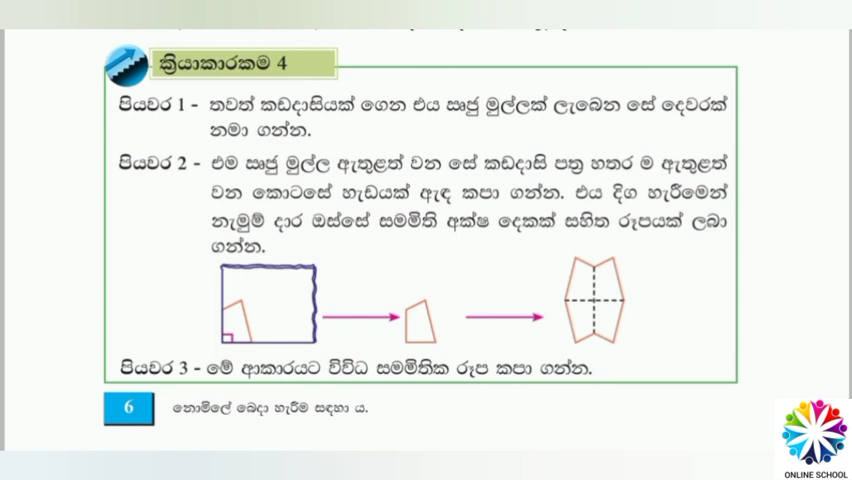 ක්‍රියාකාරකම 4
පියවර 1 - තවත් කඩදාසියක් ගෙන එය ඍජු මුල්ලක් ලැබෙන සේ දෙවරක්
නමා ගන්න.
පියවර 2 - එම ඍජු මුල්ල ඇතුළත් වන සේ කඩදාසි පත්‍ර හතර ම ඇතුළත්
වන කොටසේ හැඩයක් ඇඳ කපා ගන්න. එය දිග හැරීමෙන්
නැමුම් දාර ඔස්සේ සමමිති අක්ෂ දෙකක් සහිත රූපයක් ලබා
ගන්න.
පියවර 3 - මේ ආකාරයට විවිධ සමමිතික රූප කපා ගන්න.
6 නොමිලේ බෙදා හැරීම සඳහා ය.
ONLINE SCHOOL